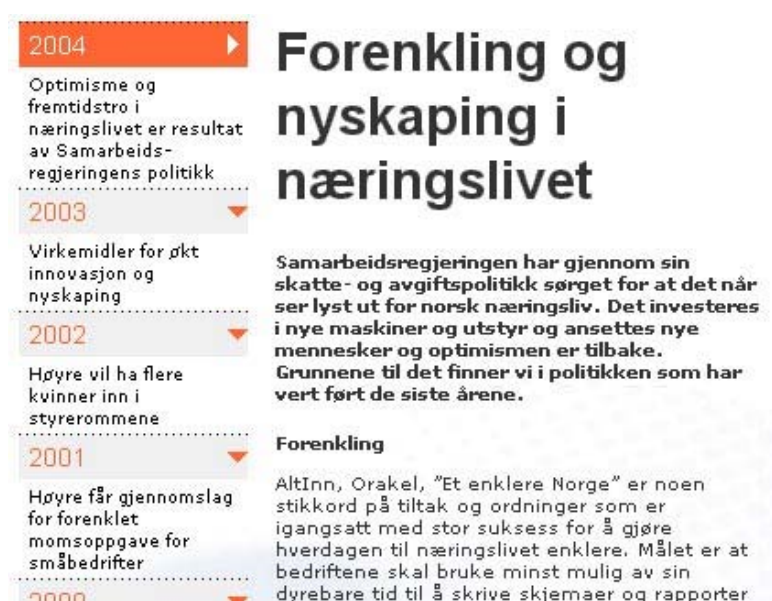 2004
Optimisme og
fremtidstro i
næringslivet er resultat
av Samarbeids-
regjeringens politikk
2003
Virkemidler for økt
innovasjon og
nyskaping
2002
Høyre vil ha flere
kvinner inn i
styrerommene
2001
Høyre får gjennomslag
for forenklet
momsoppgave for
småbedrifter
Forenkling og
nyskaping i
næringslivet
Samarbeidsregjeringen har gjennom sin
skatte- og avgiftspolitikk sørget for at det når
ser lyst ut for norsk næringsliv. Det investeres
i nye maskiner og utstyr og ansettes nye
mennesker og optimismen er tilbake.
Grunnene til det finner vi i politikken som har
vert ført de siste årene.
Forenkling
AltInn, Orakel, "Et enklere Norge" er noen
stikkord på tiltak og ordninger som er
igangsatt med stor suksess for å gjøre
hverdagen til næringslivet enklere. Målet er at
bedriftene skal bruke minst mulig av sin
dyrebare tid til å skrive skjemaer og rapporter